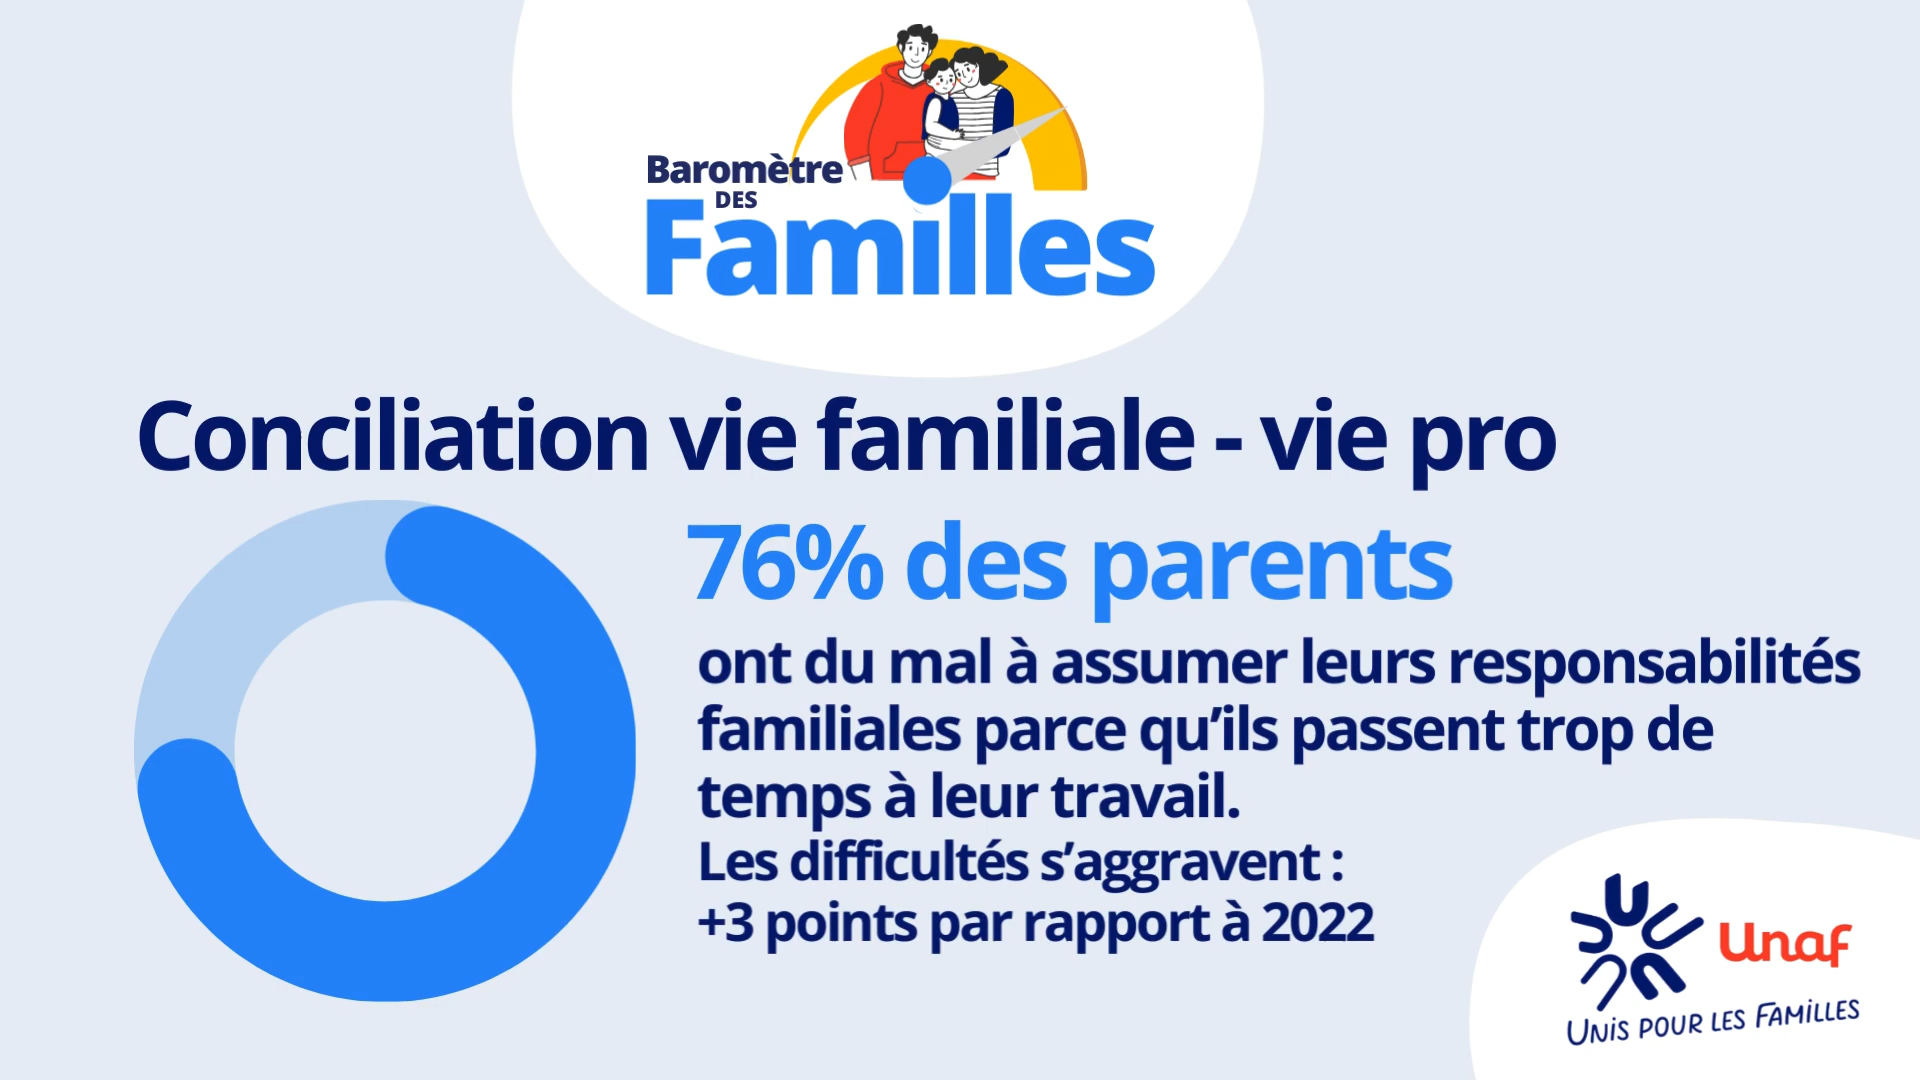 Baromètre
DES
Familles
Conciliation vie familiale - vie pro
76% des parents
ont du mal à assumer leurs responsabilités
familiales parce qu’ils passent trop de
temps à leur travail.
Les difficultés s’aggravent :
+3 points par rapport à 2022
Unaf
UNIS POUR LES FAMILLES